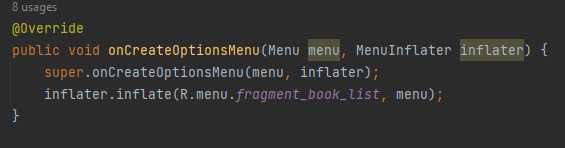 8 usages
@Override
public void onCreateOptionsMenu(Menu menu, MenuInflater inflater) {
    super.onCreateOptionsMenu(menu, inflater);
    inflater.inflate(R.menu.fragment_book_list, menu);
}